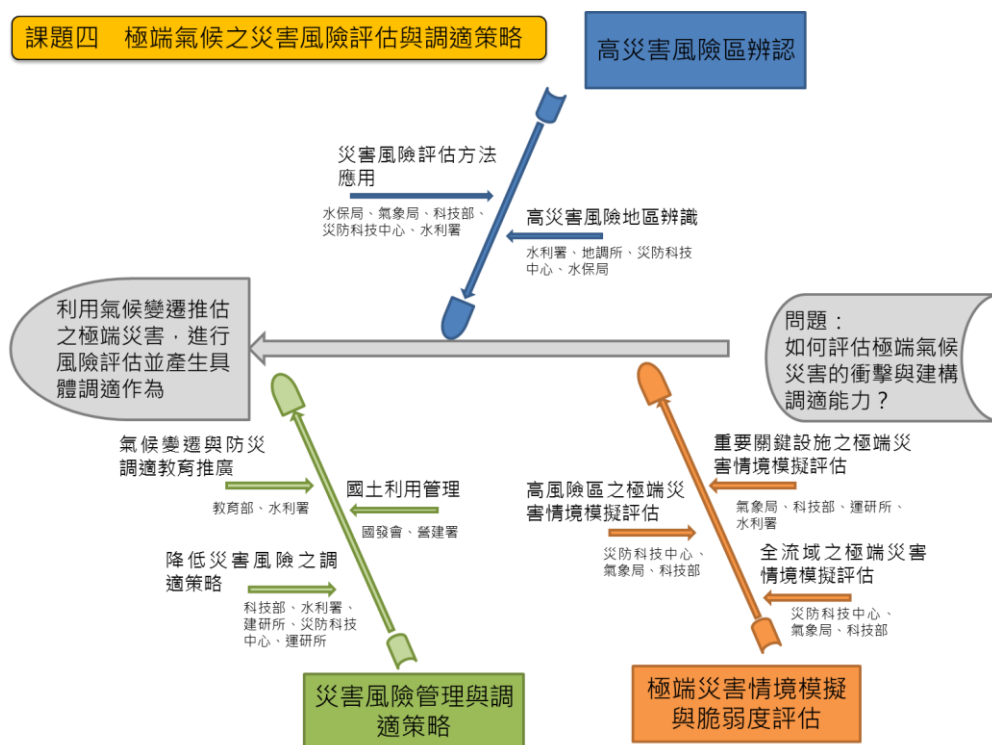 課題四　極端氣候之災害風險評估與調適策略
高災害風險區辨認
災害風險評估方法
應用
水保局、氣象局、科技部、
災防科技中心、水利署
高災害風險地區辨識
水利署、地調所、災防科技
中心、水保局
利用氣候變遷推估
之極端災害，進行
風險評估並產生具
體調適作為
問題：
如何評估極端氣候
災害的衝擊與建構
調適能力？
氣候變遷與防災
調適教育推廣
教育部、水利署
國土利用管理
國發會、營建署
降低災害風險之調
適策略
科技部、水利署、
建研所、災防科技
中心、運研所
災害風險管理與調
適策略
重要關鍵設施之極端災
害情境模擬評估
氣象局、科技部、運研所、
水利署
高風險區之極端災
害情境模擬評估
災防科技中心、
氣象局、科技部
全流域之極端災害
情境模擬評估
災防科技中心、
氣象局、科技部
極端災害情境模擬
與脆弱度評估